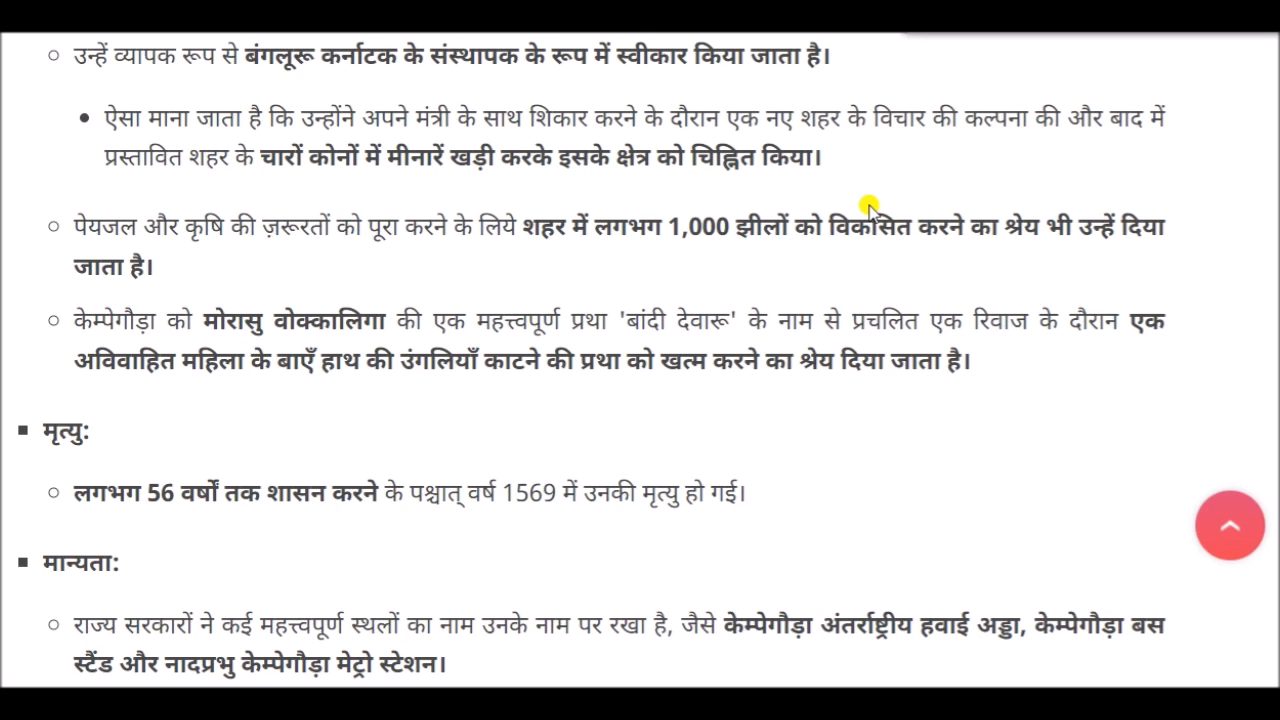 उन्हें व्यापक रूप से बंगलूरू कर्नाटक के संस्थापक के रूप में स्वीकार किया जाता है।
ऐसा माना जाता है कि उन्होंने अपने मंत्री के साथ शिकार करने के दौरान एक नए शहर के विचार की कल्पना की और बाद में
प्रस्तावित शहर के चारों कोनों में मीनारें खड़ी करके इसके क्षेत्र को चिह्नित किया।
पेयजल और कृषि की ज़रूरतों को पूरा करने के लिये शहर में लगभग 1,000 झीलों को विकसित करने का श्रेय भी उन्हें दिया
जाता है।
केम्पेगौड़ा को मोरासु वोक्कालिगा की एक महत्त्वपूर्ण प्रथा 'बांदी देवारू' के नाम से प्रचलित एक रिवाज के दौरान एक
अविवाहित महिला के बाएँ हाथ की उंगलियाँ काटने की प्रथा को खत्म करने का श्रेय दिया जाता है।
मृत्यु:
लगभग 56 वर्षों तक शासन करने के पश्चात् वर्ष 1569 में उनकी मृत्यु हो गई।
मान्यता:
राज्य सरकारों ने कई महत्त्वपूर्ण स्थलों का नाम उनके नाम पर रखा है, जैसे केम्पेगौड़ा अंतर्राष्ट्रीय हवाई अड्डा, केम्पेगौड़ा बस
स्टैंड और नादप्रभु केम्पेगौड़ा मेट्रो स्टेशन।